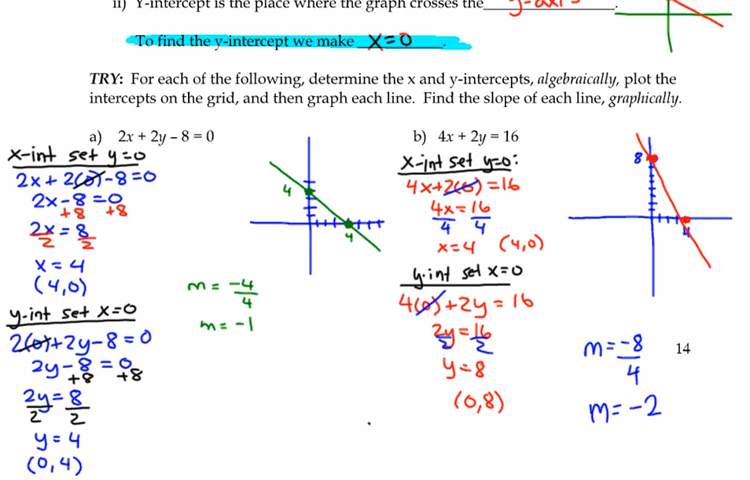 ii) Y-intercept is the place where the graph crosses the
To find the y-intercept we make x=0.
TRY: For each of the following, determine the x and y-intercepts, algebraically, plot the
intercepts on the grid, and then graph each line. Find the slope of each line, graphically.
a) 2x + 2y – 8 = 0
x-int set y=0
2x + 2(0) - 8 = 0
2x - 8 = 0
+8 +8
2x = 8
2 2
x = 4
(4,0)
y-int set x=0
2(0) + 2y - 8 = 0
2y - 8 = 0
+8 +8
2y = 8
2 2
y = 4
(0,4)
4
4
m = -4
4
m = -1
b) 4x + 2y = 16
x-int set y=0:
4x + 2(0) = 16
4x = 16
4 4
x = 4 (4,0)
y-int set x=0
4(0) + 2y = 16
2y = 16
2 2
y = 8
(0,8)
8
4
m = -8
4
m = -2
14